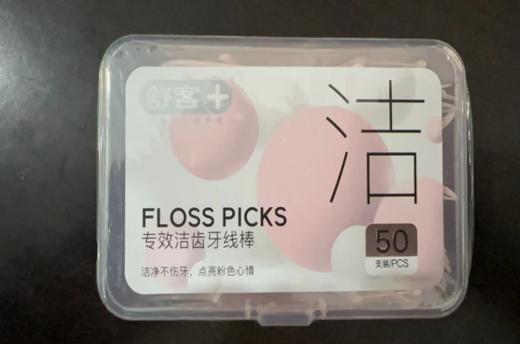 舒客+
洁
FLOSS PICKS
专效洁齿牙线棒
50
支装/PCS
洁净不伤牙，点亮粉色心情